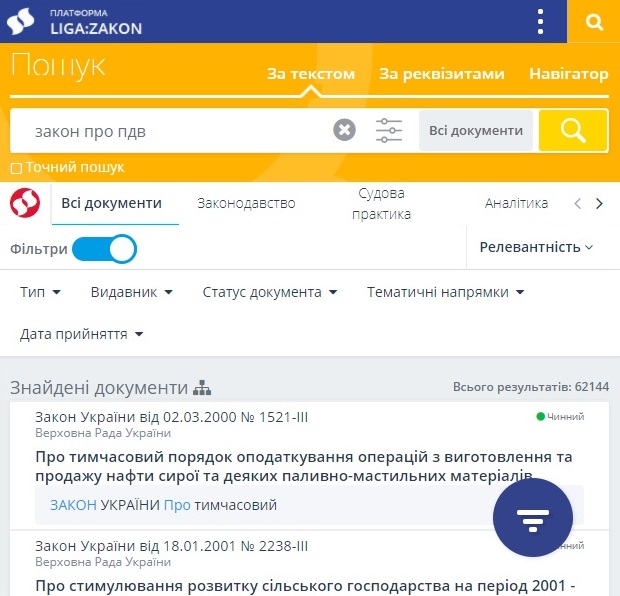 ПЛАТФОРМА
LIGA:ZAKON
Пошук
За текстом За реквізитами Навігатор
закон про пдв
Всі документи
Точний пошук
Всі документи Законодавство Судова практика Аналітика
Фільтри
Релевантність
Тип Видавник Статус документа Тематичні напрямки
Дата прийняття
Знайдені документи
Всього результатів: 62144
Закон України від 02.03.2000 № 1521-III
Чинний
Верховна Рада України
Про тимчасовий порядок оподаткування операцій з виготовлення та
продажу нафти сирої та деяких паливно-мастильних матеріалів
ЗАКОН УКРАЇНИ Про тимчасовий
Закон України від 18.01.2001 № 2238-III
Верховна Рада України
Про стимулювання розвитку сільського господарства на період 2001 -